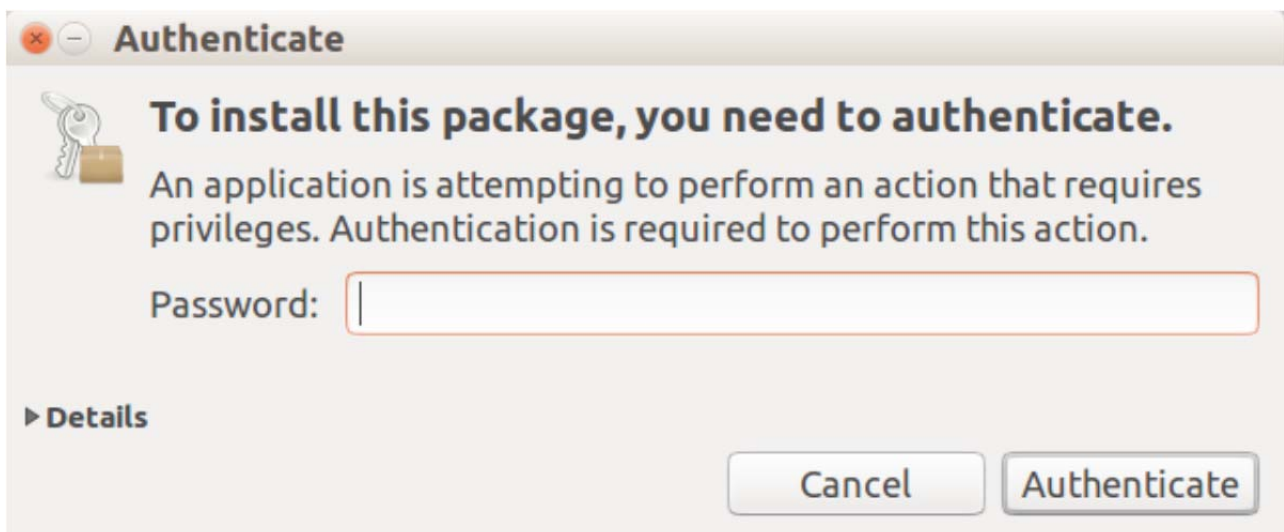 Authenticate
To install this package, you need to authenticate.
An application is attempting to perform an action that requires
privileges. Authentication is required to perform this action.
Password:
Details
Cancel
Authenticate